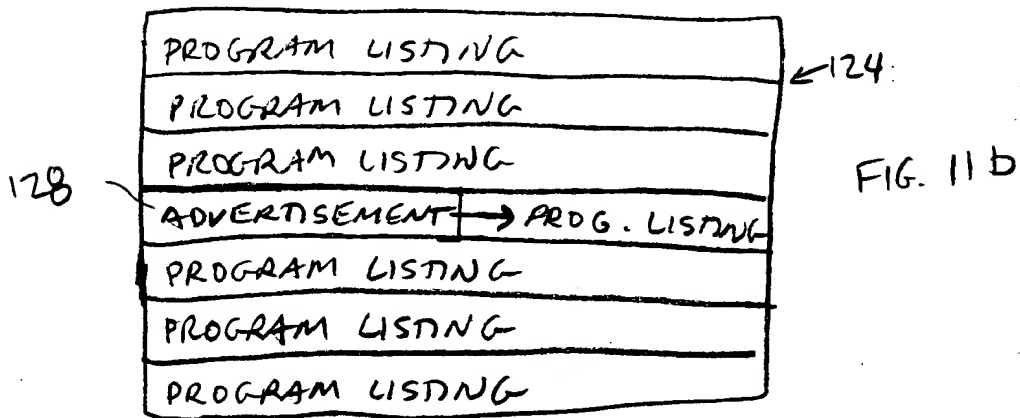 PROGRAM LISTING
124
PROGRAM LISTING
PROGRAM LISTING
FIG. 11b
128
ADVERTISEMENT → PROG. LISTING
PROGRAM LISTING
PROGRAM LISTING
PROGRAM LISTING